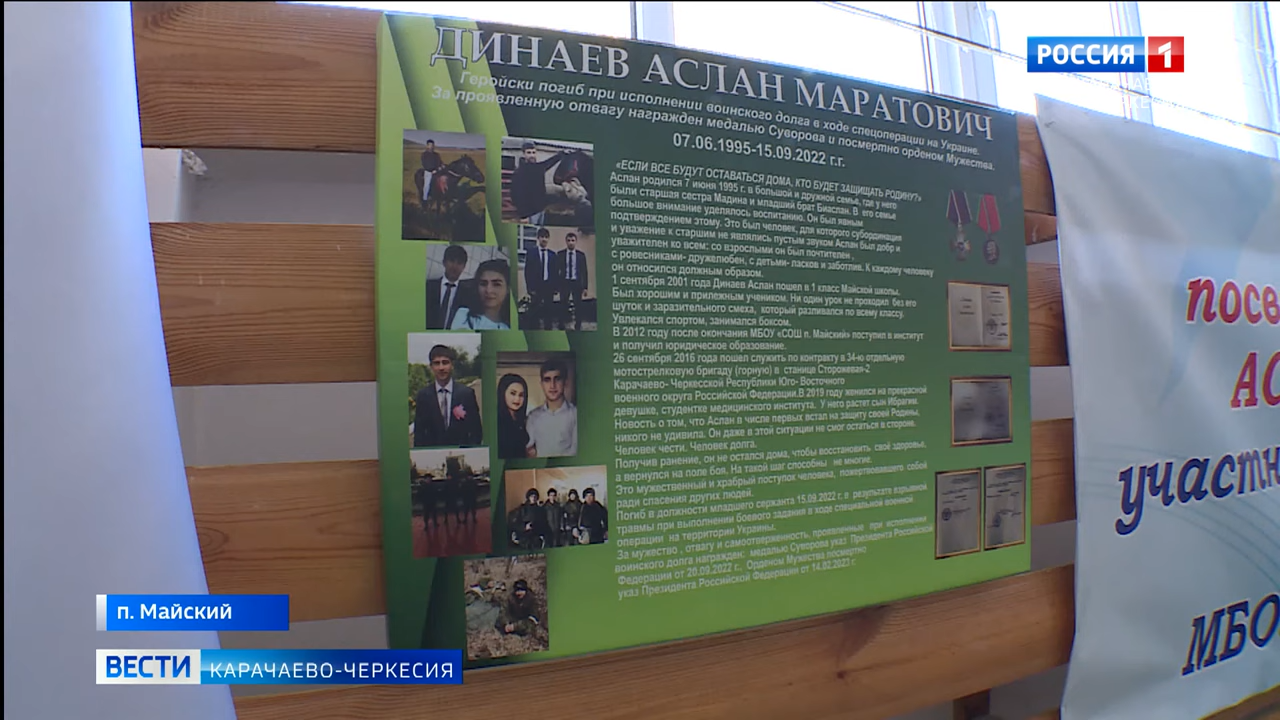 РОССИЯ 1
ДИНАЕВ АСЛАН МАРАТОВИЧ
Геройски погиб при исполнении воинского долга в ходе спецоперации на Украине.
За проявленную отвагу награжден медалью Суворова и посмертно орденом Мужества.
07.06.1995-15.09.2022 г.г.
«ЕСЛИ ВСЕ БУДУТ ОСТАВАТЬСЯ ДОМА, КТО БУДЕТ ЗАЩИЩАТЬ РОДИНУ?»
Аслан родился 7 июня 1995 г. в большой и дружной семье, где у него
были старшая сестра Мадина и младший брат Биаслан. В его семье
большое внимание уделялось воспитанию. Он был явным
подтверждением этому. Это был человек, для которого субординация
и уважение к старшим не являлись пустым звуком Аслан был добр и
уважителен ко всем: со взрослыми он был почтителен ,
с ровесниками- дружелюбен, с детьми- ласков и заботлив. К каждому человеку
он относился должным образом.
1 сентября 2001 года Динаев Аслан пошел в 1 класс Майской школы.
Был хорошим и прилежным учеником. Ни один урок не проходил без его
шуток и заразительного смеха, который разливался по всему классу.
Увлекался спортом, занимался боксом.
В 2012 году после окончания МБОУ «СОШ п. Майский» поступил в институт
и получил юридическое образование.
26 сентября 2016 года пошел служить по контракту в 34-ю отдельную
мотострелковую бригаду (горную) в станице Сторожевая-2
Карачаево- Черкесской Республики Юго- Восточного
военного округа Российской Федерации.В 2019 году женился на прекрасной
девушке, студентке медицинского института. У него растет сын Ибрагим.
Новость о том, что Аслан в числе первых встал на защиту своей Родины,
никого не удивила. Он даже в этой ситуации не смог остаться в стороне.
Человек чести. Человек долга.
Получив ранение, он не остался дома, чтобы восстановить своё здоровье,
а вернулся на поле боя. На такой шаг способны не многие.
Это мужественный и храбрый поступок человека, пожертвовавшего собой
ради спасения других людей.
Погиб в должности младшего сержанта 15.09.2022 г. в результате взрывной
травмы при выполнении боевого задания в ходе специальной военной
операции на территории Украины.
За мужество , отвагу и самоотверженность, проявленные при исполнении
воинского долга награжден: медалью Суворова указ Президента Российской
Федерации от 20.09.2022 г., Орденом Мужества посмертно
указ Президента Российской Федерации от 14.02.2023 г.
посе
АС
участн
МБО
п. Майский
ВЕСТИ КАРАЧАЕВО-ЧЕРКЕСИЯ